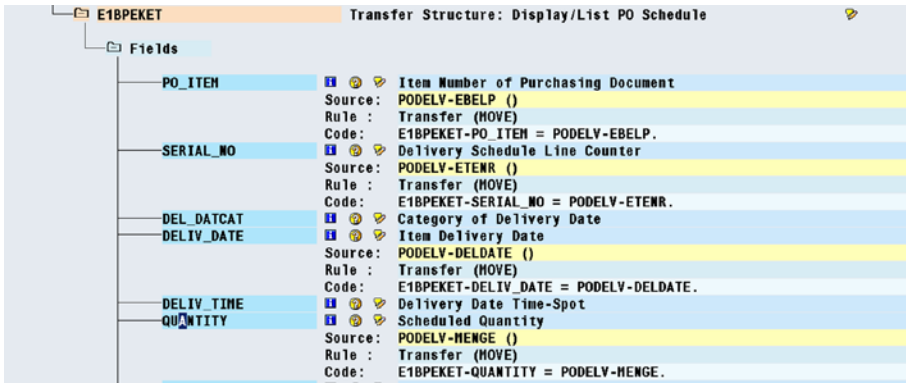 E1BPEKET Transfer Structure: Display/List PO Schedule
Fields
PO_ITEM Item Number of Purchasing Document
Source: PODELV-EBELP ()
Rule : Transfer (MOVE)
Code: E1BPEKET-PO_ITEM = PODELV-EBELP.
SERIAL_NO Delivery Schedule Line Counter
Source: PODELV-ETENR ()
Rule : Transfer (MOVE)
Code: E1BPEKET-SERIAL_NO = PODELV-ETENR.
DEL_DATCAT Category of Delivery Date
DELIV_DATE Item Delivery Date
Source: PODELV-DELDATE ()
Rule : Transfer (MOVE)
Code: E1BPEKET-DELIV_DATE = PODELV-DELDATE.
DELIV_TIME Delivery Date Time-Spot
QUANTITY Scheduled Quantity
Source: PODELV-MENGE ()
Rule : Transfer (MOVE)
Code: E1BPEKET-QUANTITY = PODELV-MENGE.